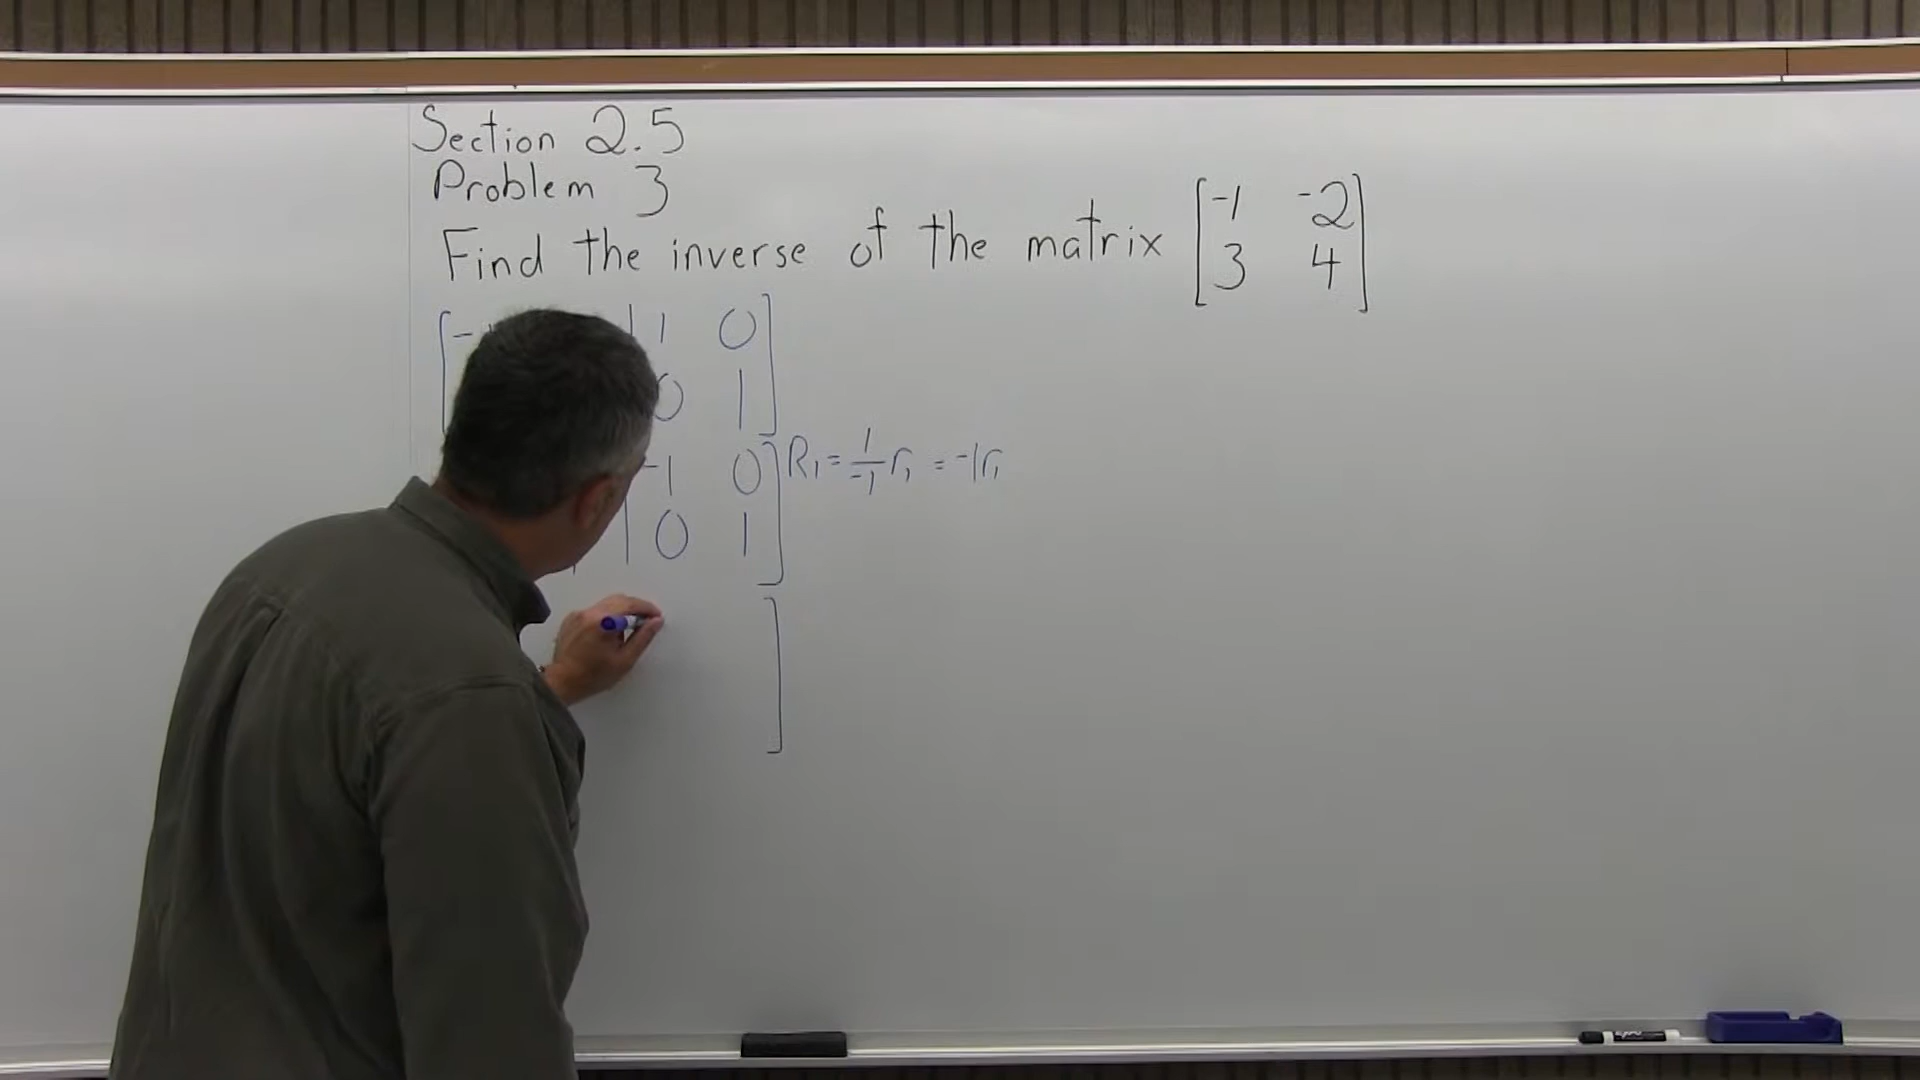 Section 2.5
Problem 3
Find the inverse of the matrix [-1 -2
3 4]
[- | 1 0
0 1]
-1 0] R₁ = 1/-1 r₁ = -1r₁
| 0 1
]